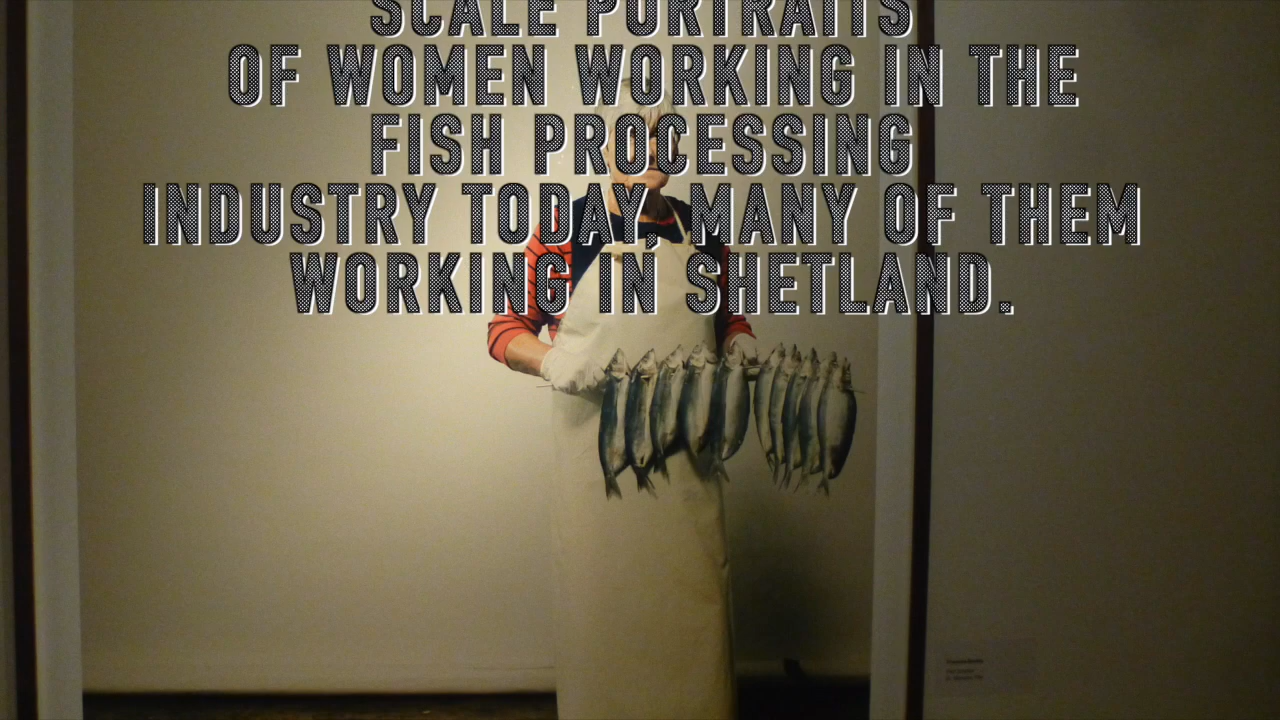 SCALE PORTRAITS
OF WOMEN WORKING IN THE
FISH PROCESSING
INDUSTRY TODAY, MANY OF THEM
WORKING IN SHETLAND.